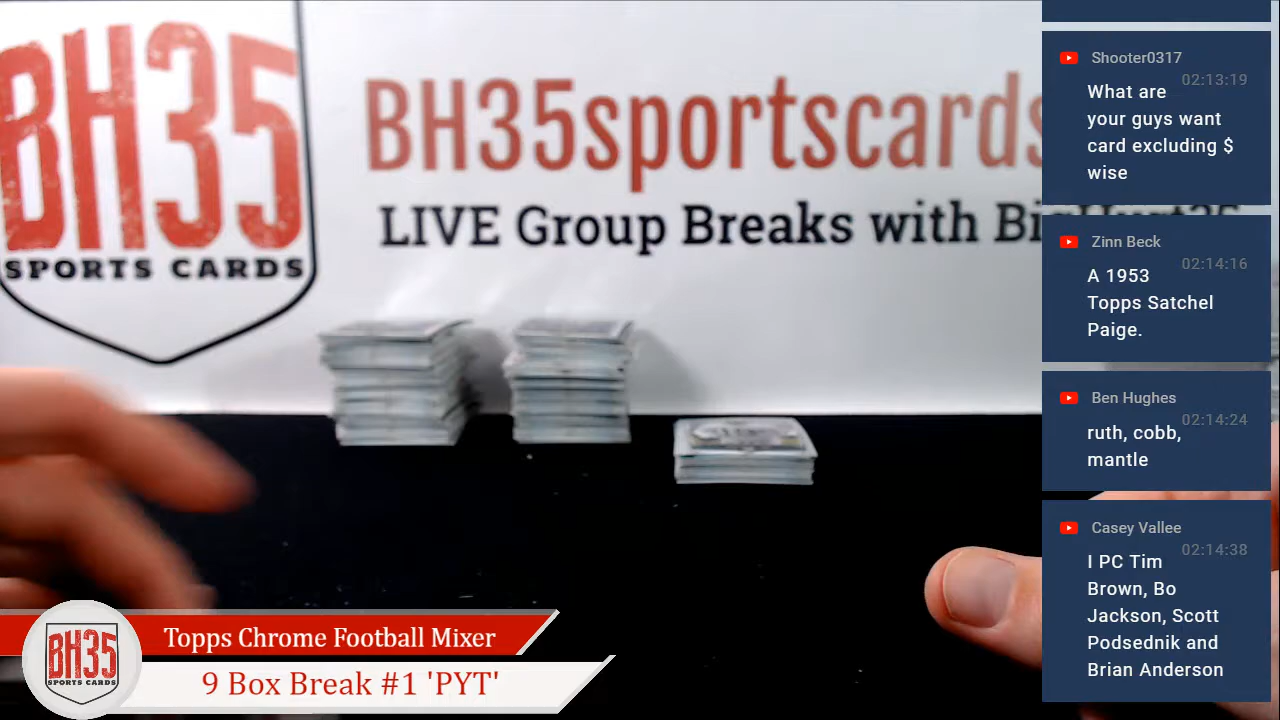 BH35
SPORTS CARDS
BH35sportscards
LIVE Group Breaks with
Shooter0317
02:13:19
What are
your guys want
card excluding $
wise
Zinn Beck
02:14:16
A 1953
Topps Satchel
Paige.
Ben Hughes
02:14:24
ruth, cobb,
mantle
Casey Vallee
02:14:38
I PC Tim
Brown, Bo
Jackson, Scott
Podsednik and
Brian Anderson
BH35
SPORTS CARDS
Topps Chrome Football Mixer
9 Box Break #1 'PYT'